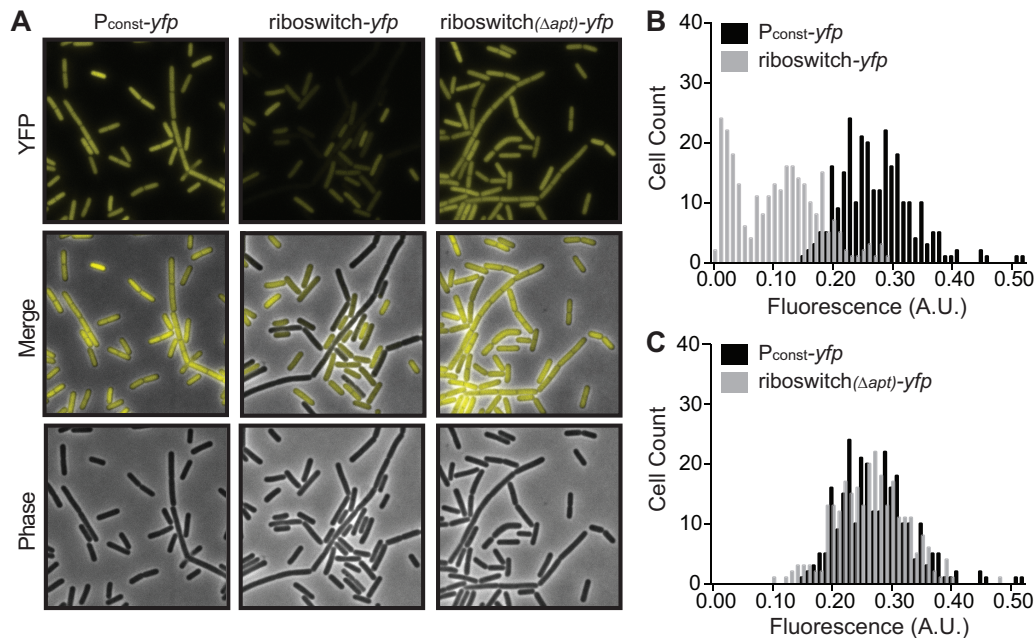 A
Pconst-yfp
riboswitch-yfp
riboswitch(Δapt)-yfp
YFP
Merge
Phase
B
Pconst-yfp
riboswitch-yfp
Cell Count
40
30
20
10
0
0.00 0.10 0.20 0.30 0.40 0.50
Fluorescence (A.U.)
C
Pconst-yfp
riboswitch(Δapt)-yfp
Cell Count
40
30
20
10
0
0.00 0.10 0.20 0.30 0.40 0.50
Fluorescence (A.U.)